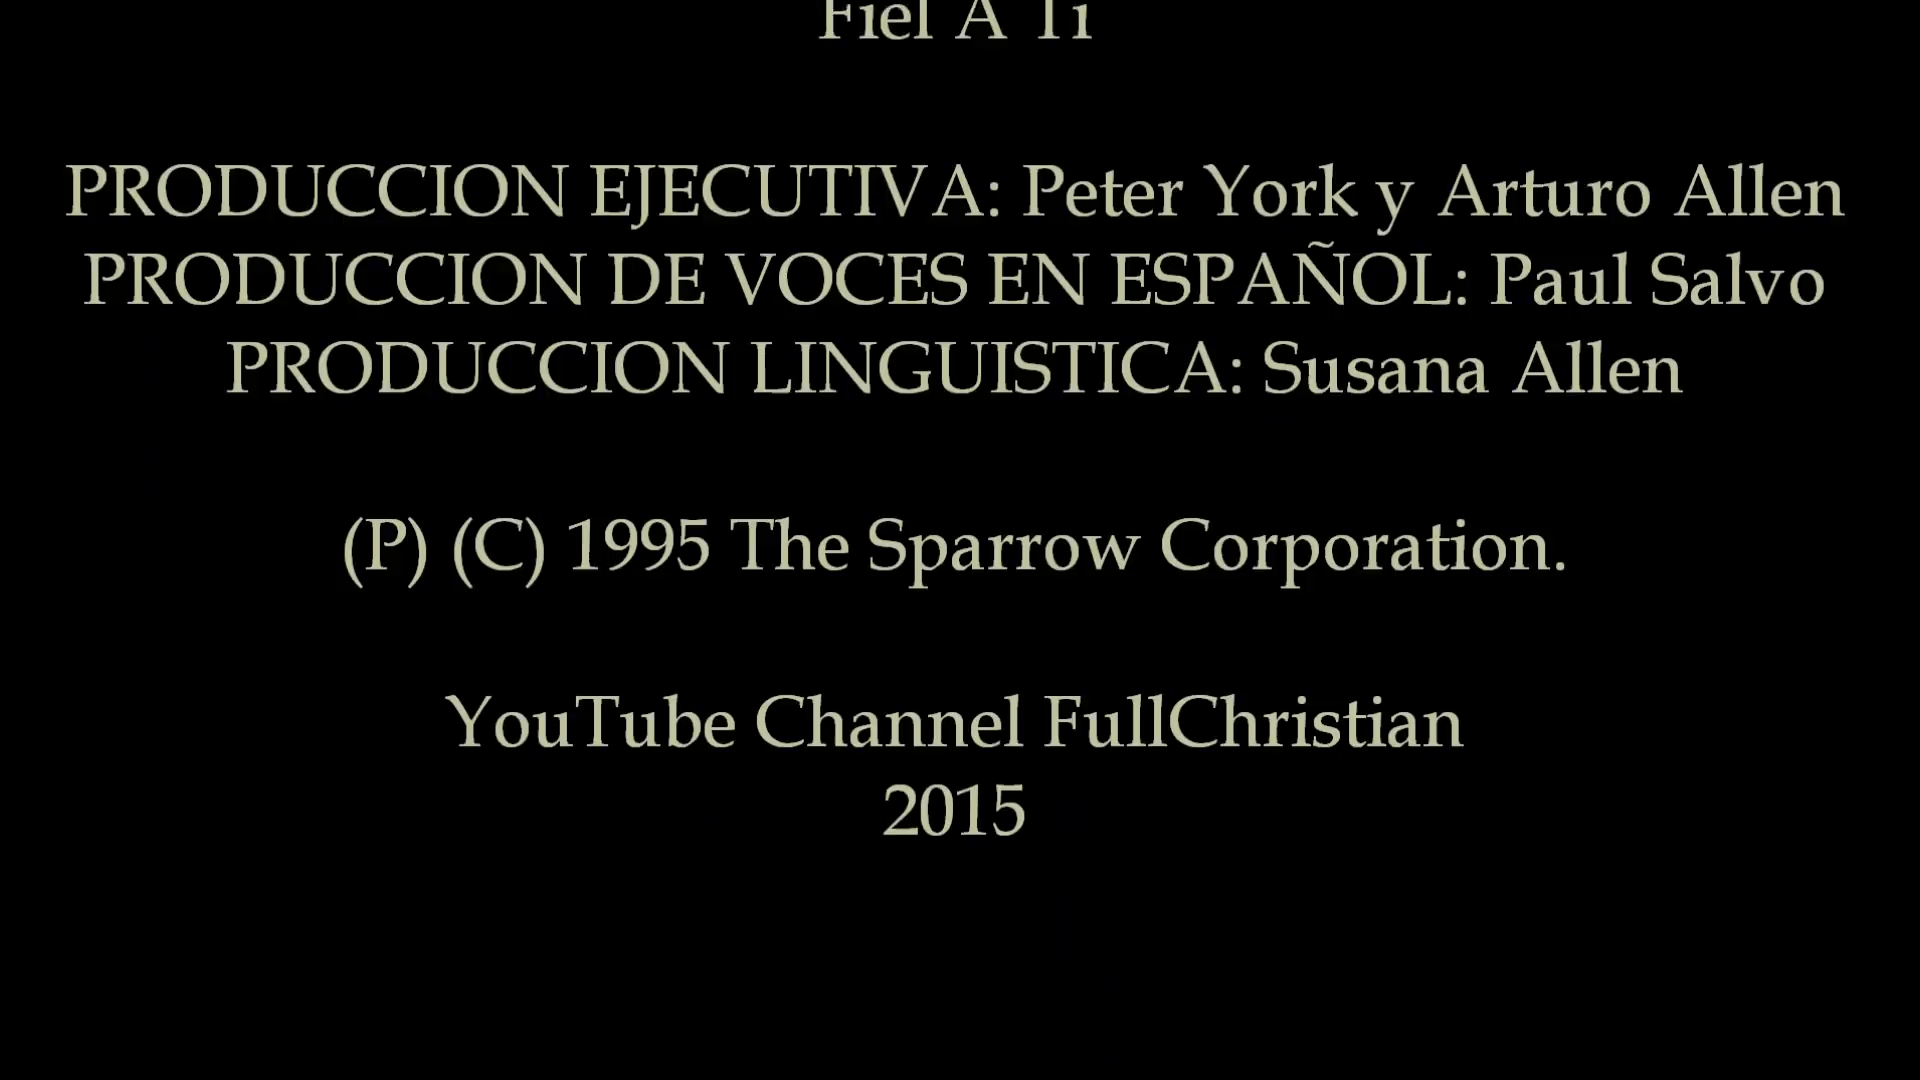 Fiel A Ti
PRODUCCION EJECUTIVA: Peter York y Arturo Allen
PRODUCCION DE VOCES EN ESPAÑOL: Paul Salvo
PRODUCCION LINGUISTICA: Susana Allen
(P) (C) 1995 The Sparrow Corporation.
YouTube Channel FullChristian
2015